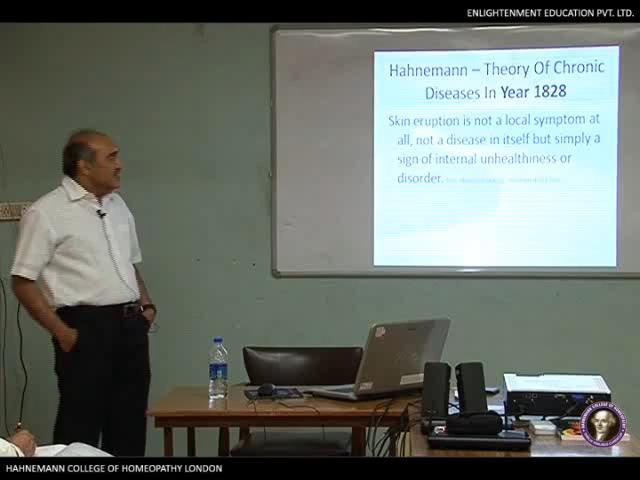 ENLIGHTENMENT EDUCATION PVT. LTD.
Hahnemann – Theory Of Chronic
Diseases In Year 1828
Skin eruption is not a local symptom at
all, not a disease in itself but simply a
sign of internal unhealthiness or
disorder.
HAHNEMANN COLLEGE OF HOMEOPATHY LONDON